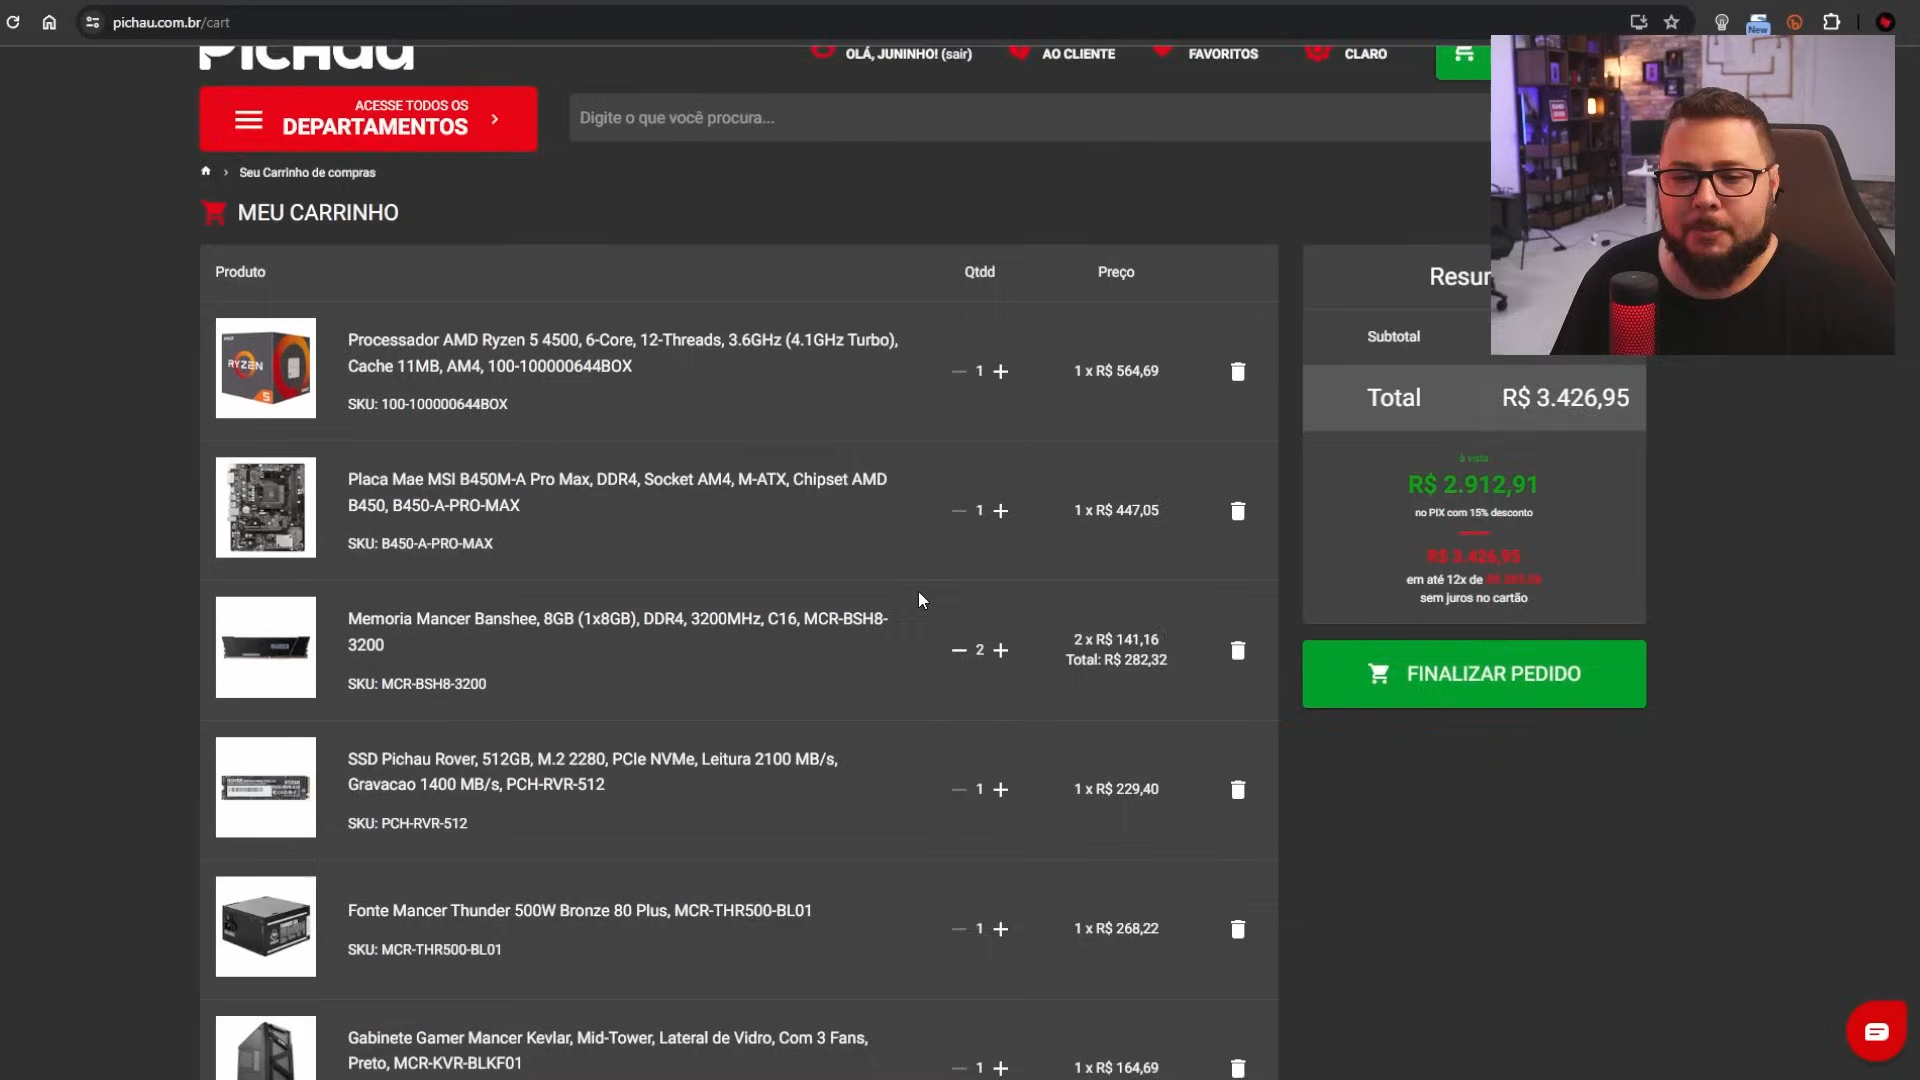 pichau.com.br/cart
New
PICHAU
OLÁ, JUNINHO! (sair)
AO CLIENTE
FAVORITOS
CLARO
ACESSE TODOS OS
DEPARTAMENTOS
Digite o que você procura...
Seu Carrinho de compras
MEU CARRINHO
Produto
Qtdd
Preço
Processador AMD Ryzen 5 4500, 6-Core, 12-Threads, 3.6GHz (4.1GHz Turbo),
Cache 11MB, AM4, 100-100000644BOX
SKU: 100-100000644BOX
1
1 x R$ 564,69
Placa Mae MSI B450M-A Pro Max, DDR4, Socket AM4, M-ATX, Chipset AMD
B450, B450-A-PRO-MAX
SKU: B450-A-PRO-MAX
1
1 x R$ 447,05
Memoria Mancer Banshee, 8GB (1x8GB), DDR4, 3200MHz, C16, MCR-BSH8-
3200
SKU: MCR-BSH8-3200
2
2 x R$ 141,16
Total: R$ 282,32
SSD Pichau Rover, 512GB, M.2 2280, PCIe NVMe, Leitura 2100 MB/s,
Gravacao 1400 MB/s, PCH-RVR-512
SKU: PCH-RVR-512
1
1 x R$ 229,40
Fonte Mancer Thunder 500W Bronze 80 Plus, MCR-THR500-BL01
SKU: MCR-THR500-BL01
1
1 x R$ 268,22
Gabinete Gamer Mancer Kevlar, Mid-Tower, Lateral de Vidro, Com 3 Fans,
Preto, MCR-KVR-BLKF01
1
1 x R$ 164,69
Resu
Subtotal
Total
R$ 3.426,95
à vista
R$ 2.912,91
no PIX com 15% desconto
R$ 3.426,95
em até 12x de
sem juros no cartão
FINALIZAR PEDIDO
RYZEN
5